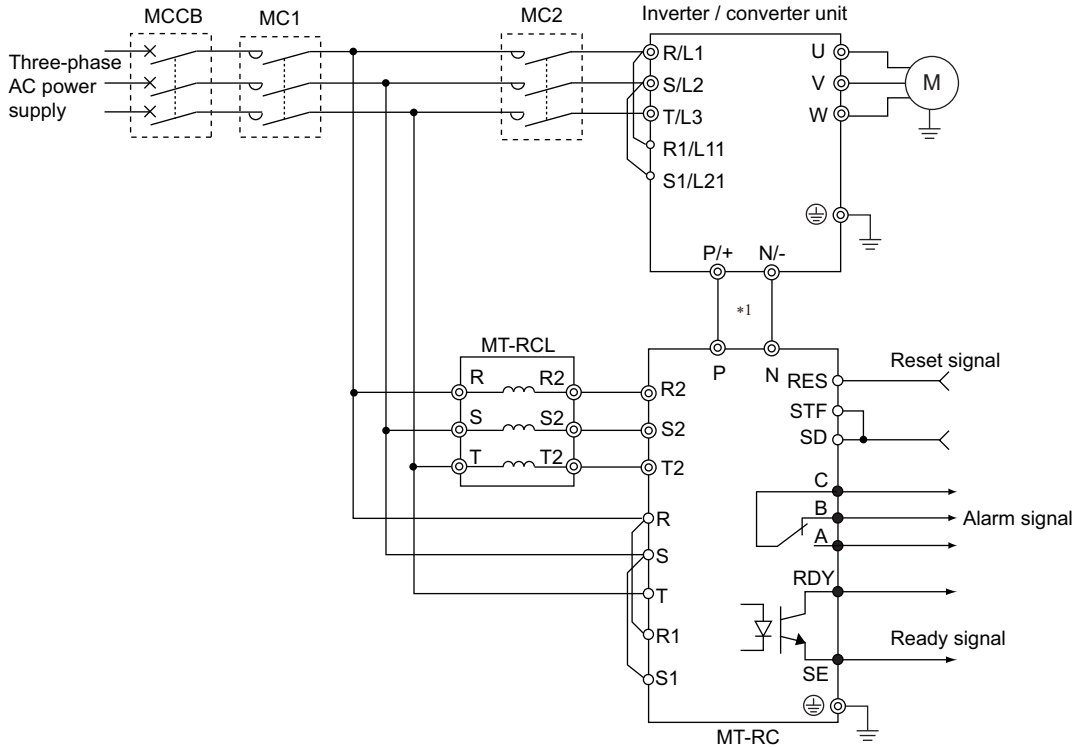 MCCB
MC1
MC2
Inverter / converter unit
Three-phase
AC power
supply
R/L1
S/L2
T/L3
R1/L11
S1/L21
U
V
W
M
P/+
N/-
*1
P
N
MT-RCL
R
R2
S
S2
T
T2
R2
S2
T2
R
S
T
R1
S1
RES
STF
SD
C
B
A
RDY
SE
Reset signal
Alarm signal
Ready signal
MT-RC